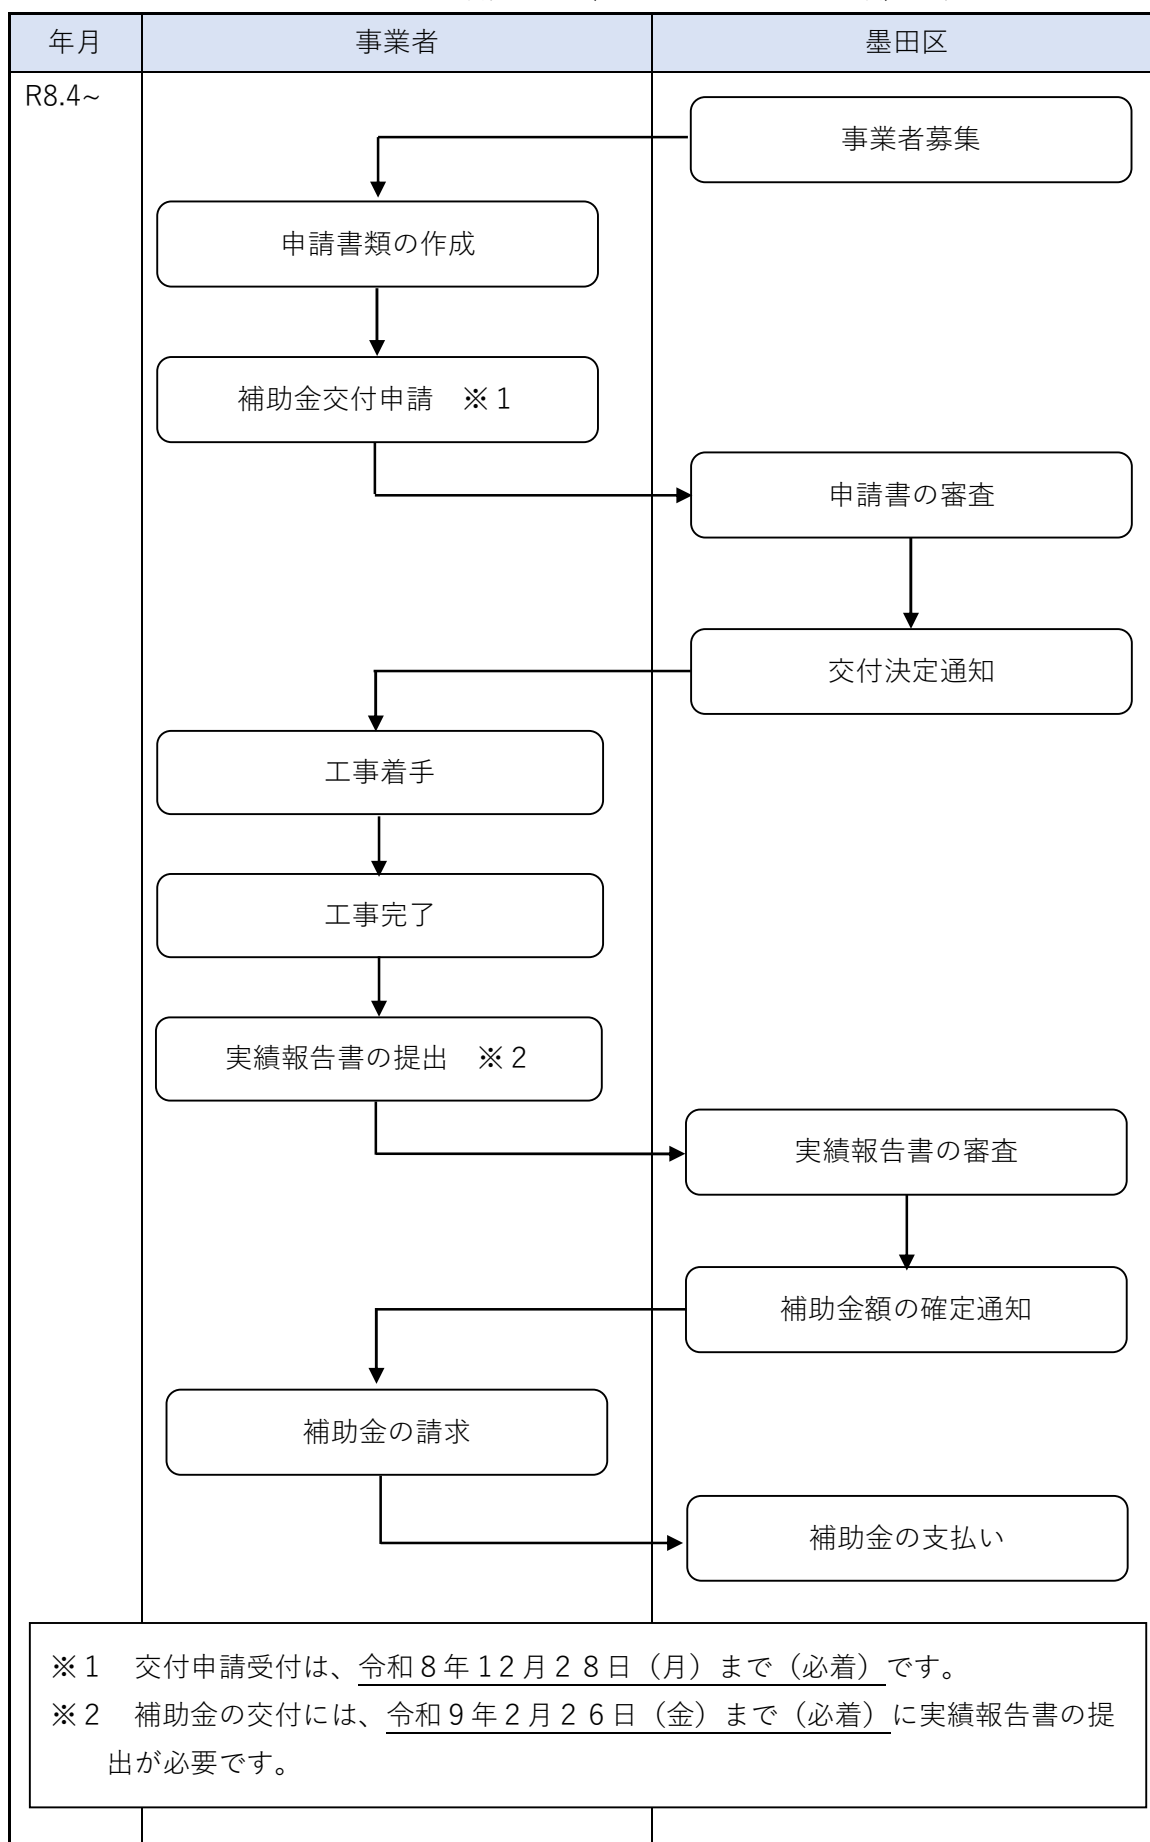 年月
事業者
墨田区
R8.4~
事業者募集
申請書類の作成
補助金交付申請　※１
申請書の審査
交付決定通知
工事着手
工事完了
実績報告書の提出　※２
実績報告書の審査
補助金額の確定通知
補助金の請求
補助金の支払い
※１　交付申請受付は、令和８年１２月２８日（月）まで（必着）です。
※２　補助金の交付には、令和９年２月２６日（金）まで（必着）に実績報告書の提
出が必要です。